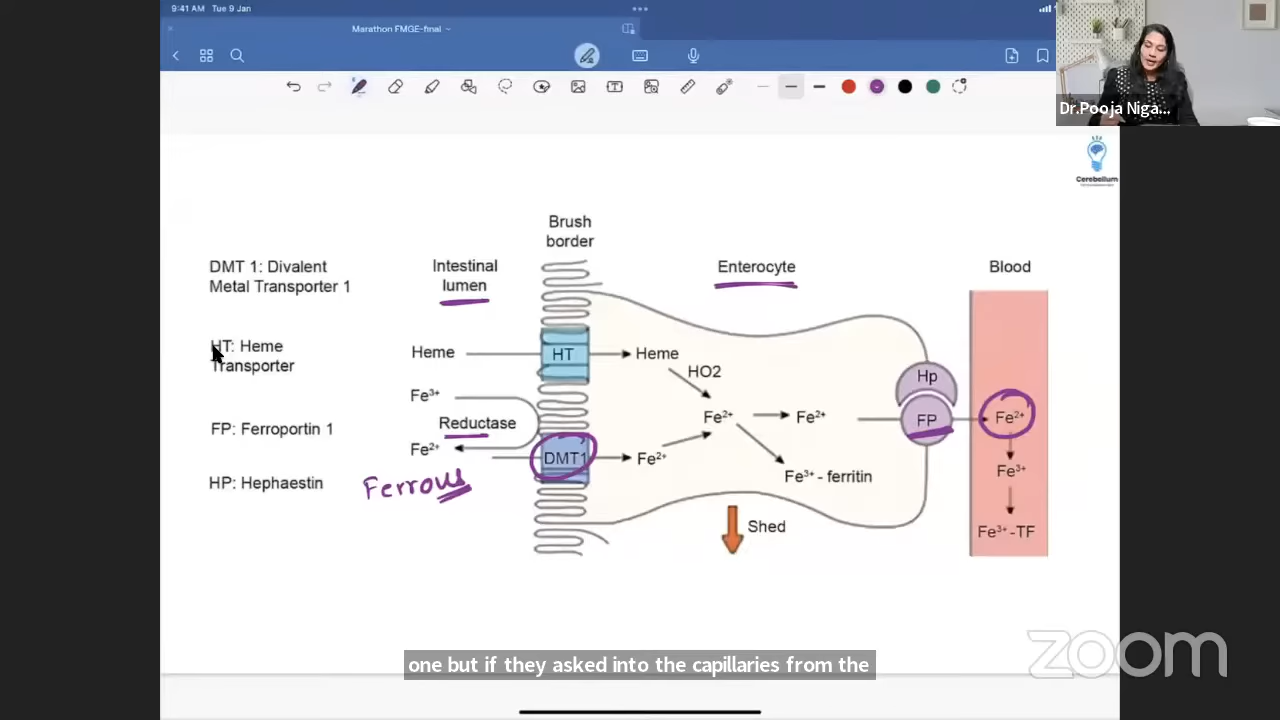 9:41 AM Tue 9 Jan
Marathon FMGE-final
Dr.Pooja Niga...
Cerebellum
Brush
border
DMT 1: Divalent
Metal Transporter 1
Intestinal
lumen
Enterocyte
Blood
HT: Heme
Transporter
Heme
HT
Heme
HO2
Hp
Fe³⁺
Reductase
Fe²⁺
Fe²⁺
FP
Fe²⁺
FP: Ferroportin 1
Fe²⁺
DMT1
Fe²⁺
Fe³⁺
Fe³⁺ - ferritin
HP: Hephaestin
Ferrous
Shed
Fe³⁺ -TF
one but if they asked into the capillaries from the
zoom